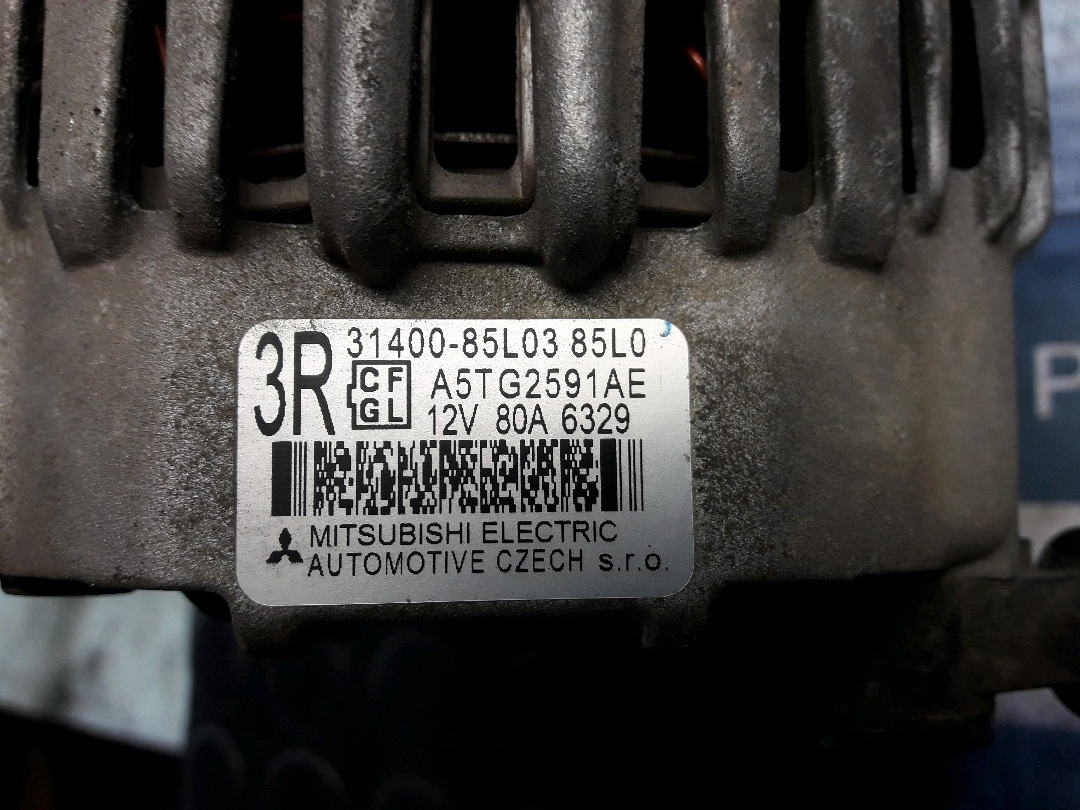 3R 31400-85L03 85L0
CF A5TG2591AE
GL 12V 80A 6329
MITSUBISHI ELECTRIC
AUTOMOTIVE CZECH s.r.o.
P